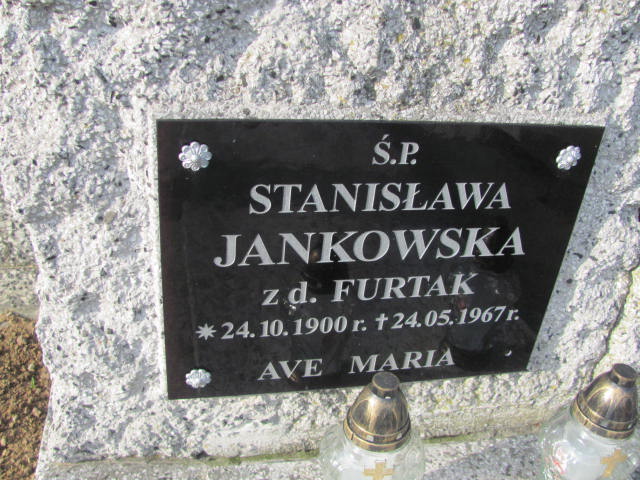 Ś.P.
STANISŁAWA
JANKOWSKA
z d. FURTAK
✷ 24.10.1900 r. ✝ 24.05.1967 r.
AVE MARIA